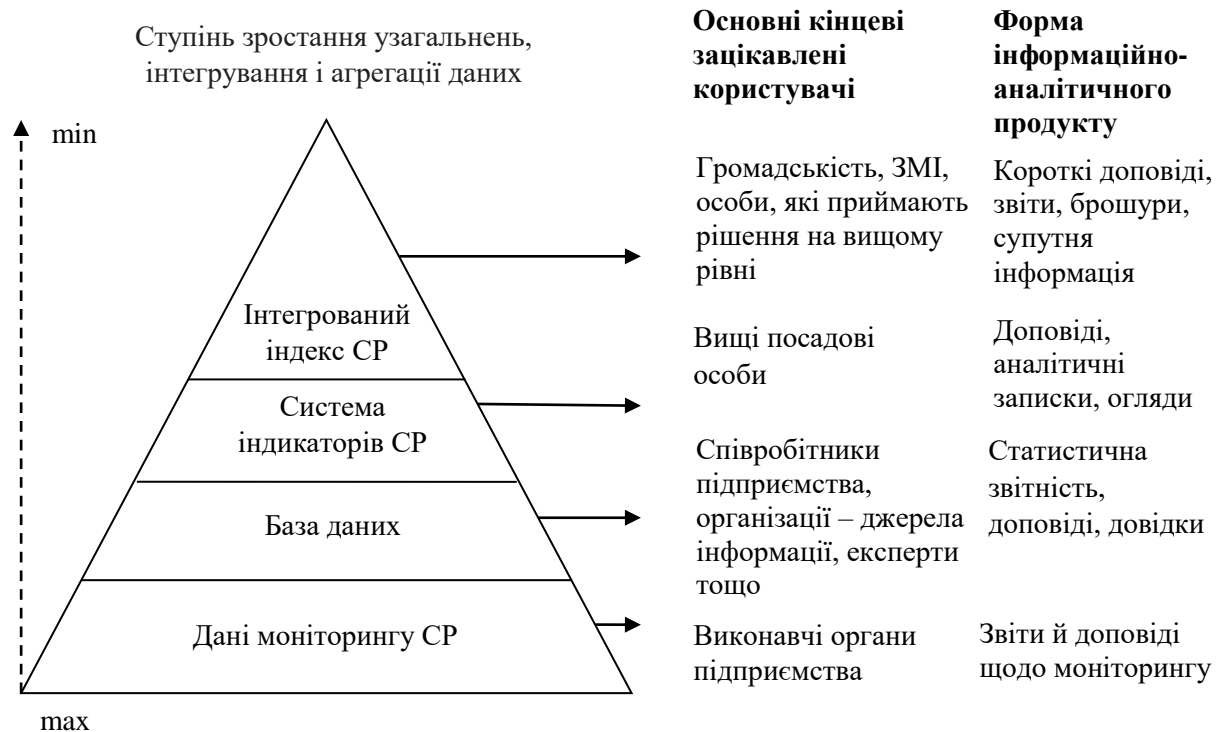 Ступінь зростання узагальнень,
інтегрування і агрегації даних
Основні кінцеві
зацікавлені
користувачі
Форма
інформаційно-
аналітичного
продукту
min
Громадськість, ЗМІ,
особи, які приймають
рішення на вищому
рівні
Короткі доповіді,
звіти, брошури,
супутня
інформація
Інтегрований
індекс СР
Вищі посадові
особи
Доповіді,
аналітичні
записки, огляди
Система
індикаторів СР
Співробітники
підприємства,
організації – джерела
інформації, експерти
тощо
Статистична
звітність,
доповіді, довідки
База даних
Дані моніторингу СР
Виконавчі органи
підприємства
Звіти й доповіді
щодо моніторингу
max